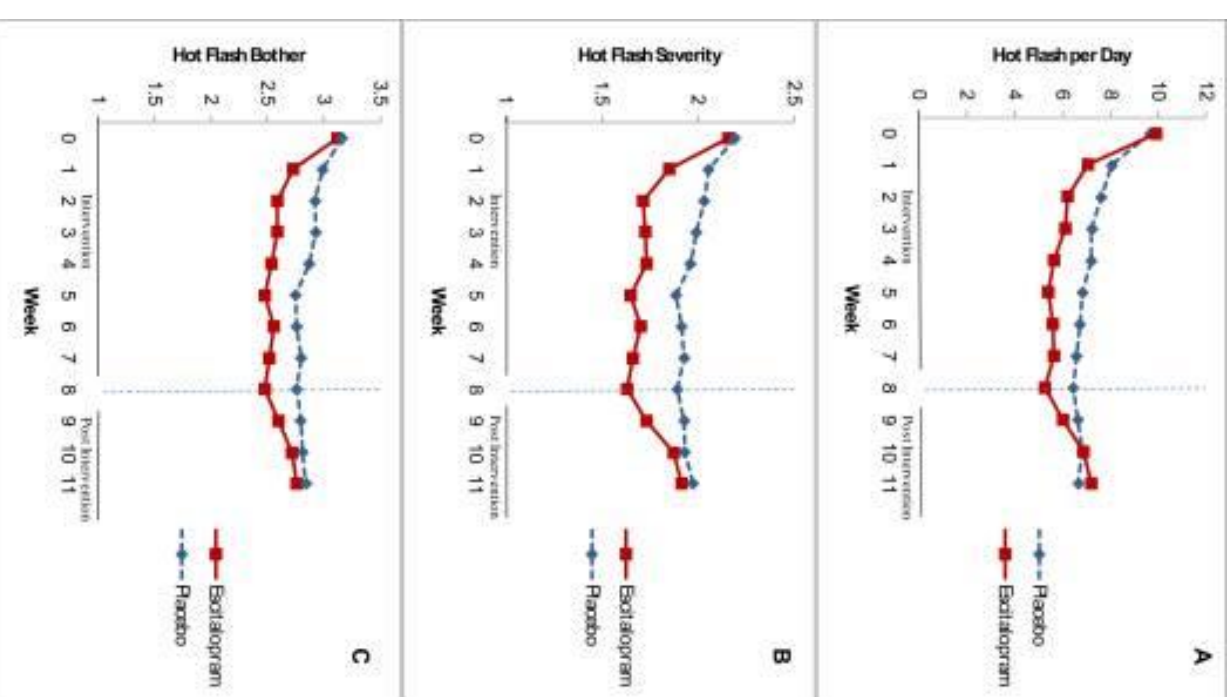 A
Hot Flash per Day
12
10
8
6
4
2
0
0 1 2 3 4 5 6 7 8 9 10 11
Intervention
Post Intervention
Week
Placebo
Escitalopram
B
Hot Flash Severity
2.5
2
1.5
1
0 1 2 3 4 5 6 7 8 9 10 11
Intervention
Post Intervention
Week
Escitalopram
Placebo
C
Hot Flash Bother
3.5
3
2.5
2
1.5
1
0 1 2 3 4 5 6 7 8 9 10 11
Intervention
Post Intervention
Week
Escitalopram
Placebo